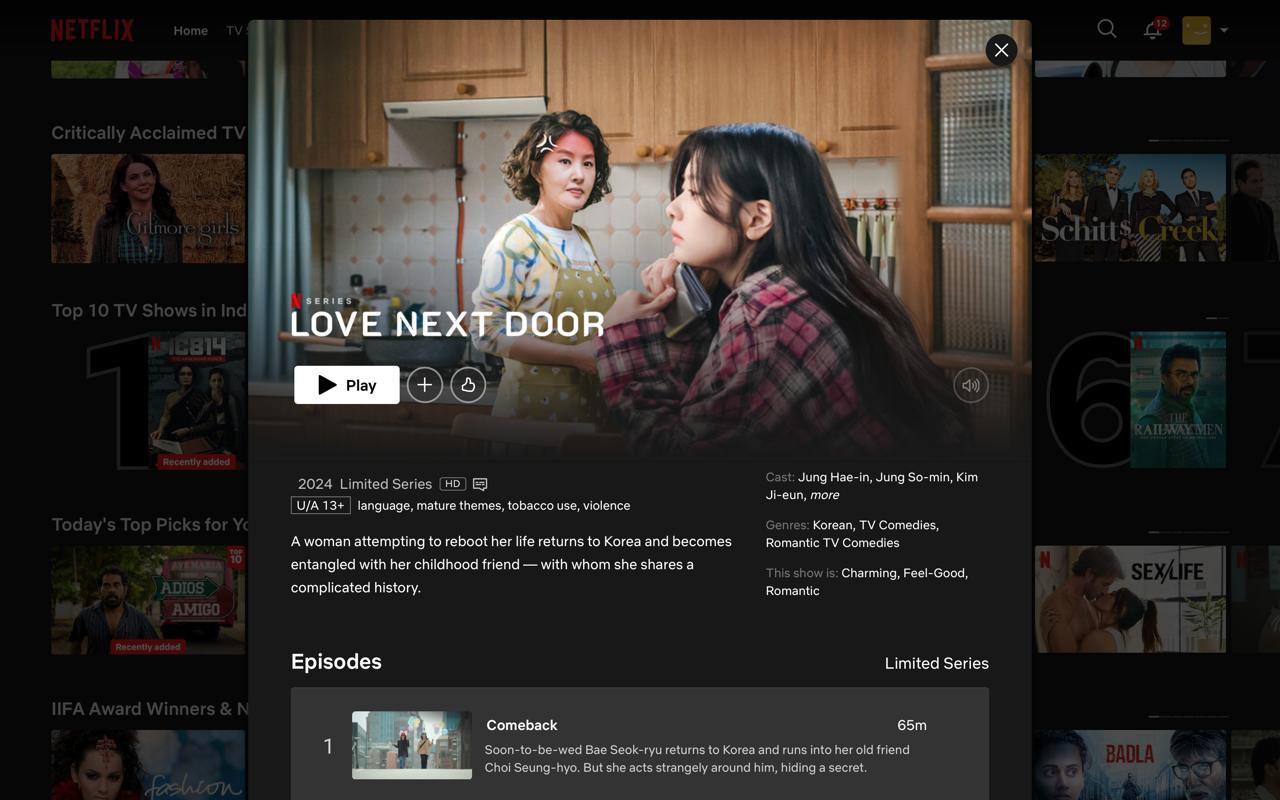 NETFLIX
Home
12
Critically Acclaimed TV
Gilmore girls
Schitt$ Creek
N SERIES
LOVE NEXT DOOR
Play
Top 10 TV Shows in Ind
1
IC814
Recently added
6
THE
RAILWAY MEN
2024 Limited Series HD
U/A 13+ language, mature themes, tobacco use, violence
A woman attempting to reboot her life returns to Korea and becomes
entangled with her childhood friend — with whom she shares a
complicated history.
Cast: Jung Hae-in, Jung So-min, Kim
Ji-eun, more
Genres: Korean, TV Comedies,
Romantic TV Comedies
This show is: Charming, Feel-Good,
Romantic
Today's Top Picks for Yo
AVE MARIA
ADIOS
AMIGO
TOP
10
Recently added
SEX/LIFE
Episodes
Limited Series
1
Comeback
65m
Soon-to-be-wed Bae Seok-ryu returns to Korea and runs into her old friend
Choi Seung-hyo. But she acts strangely around him, hiding a secret.
IIFA Award Winners & N
fashion
BADLA